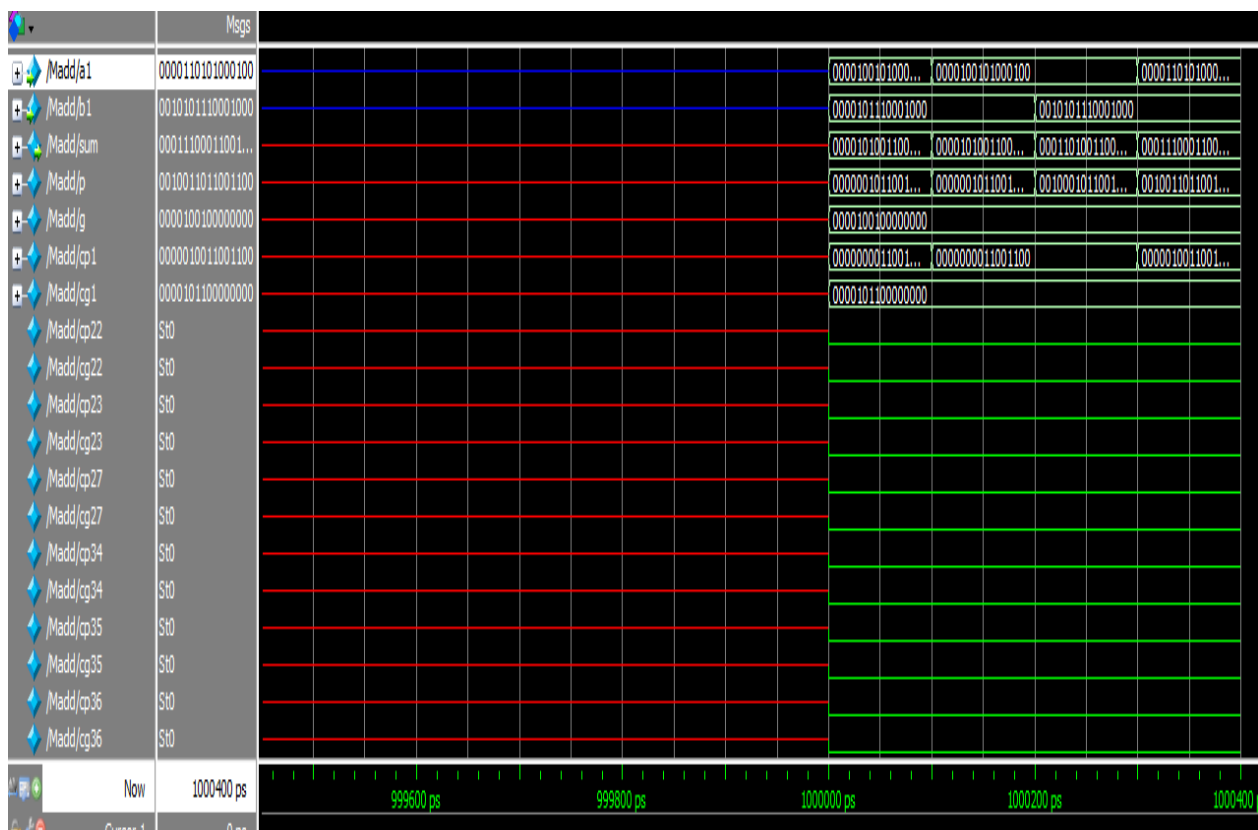 Msgs
/Madd/a1 0000110101000100 0000100101000... 0000100101000100 0000110101000...
/Madd/b1 0010101110001000 0000101110001000 0010101110001000
/Madd/sum 00011100011001... 0000101001100... 0000101001100... 0001101001100... 0001110001100...
/Madd/p 0010011011001100 0000001011001... 0000001011001... 0010001011001... 0010011011001...
/Madd/g 0000100100000000 0000100100000000
/Madd/cp1 0000010011001100 0000000011001... 0000000011001100 0000010011001...
/Madd/cg1 0000101100000000 0000101100000000
/Madd/cp22 St0
/Madd/cg22 St0
/Madd/cp23 St0
/Madd/cg23 St0
/Madd/cp27 St0
/Madd/cg27 St0
/Madd/cp34 St0
/Madd/cg34 St0
/Madd/cp35 St0
/Madd/cg35 St0
/Madd/cp36 St0
/Madd/cg36 St0
Now 1000400 ps 999600 ps 999800 ps 1000000 ps 1000200 ps 1000400
Cursor 1 0 ps